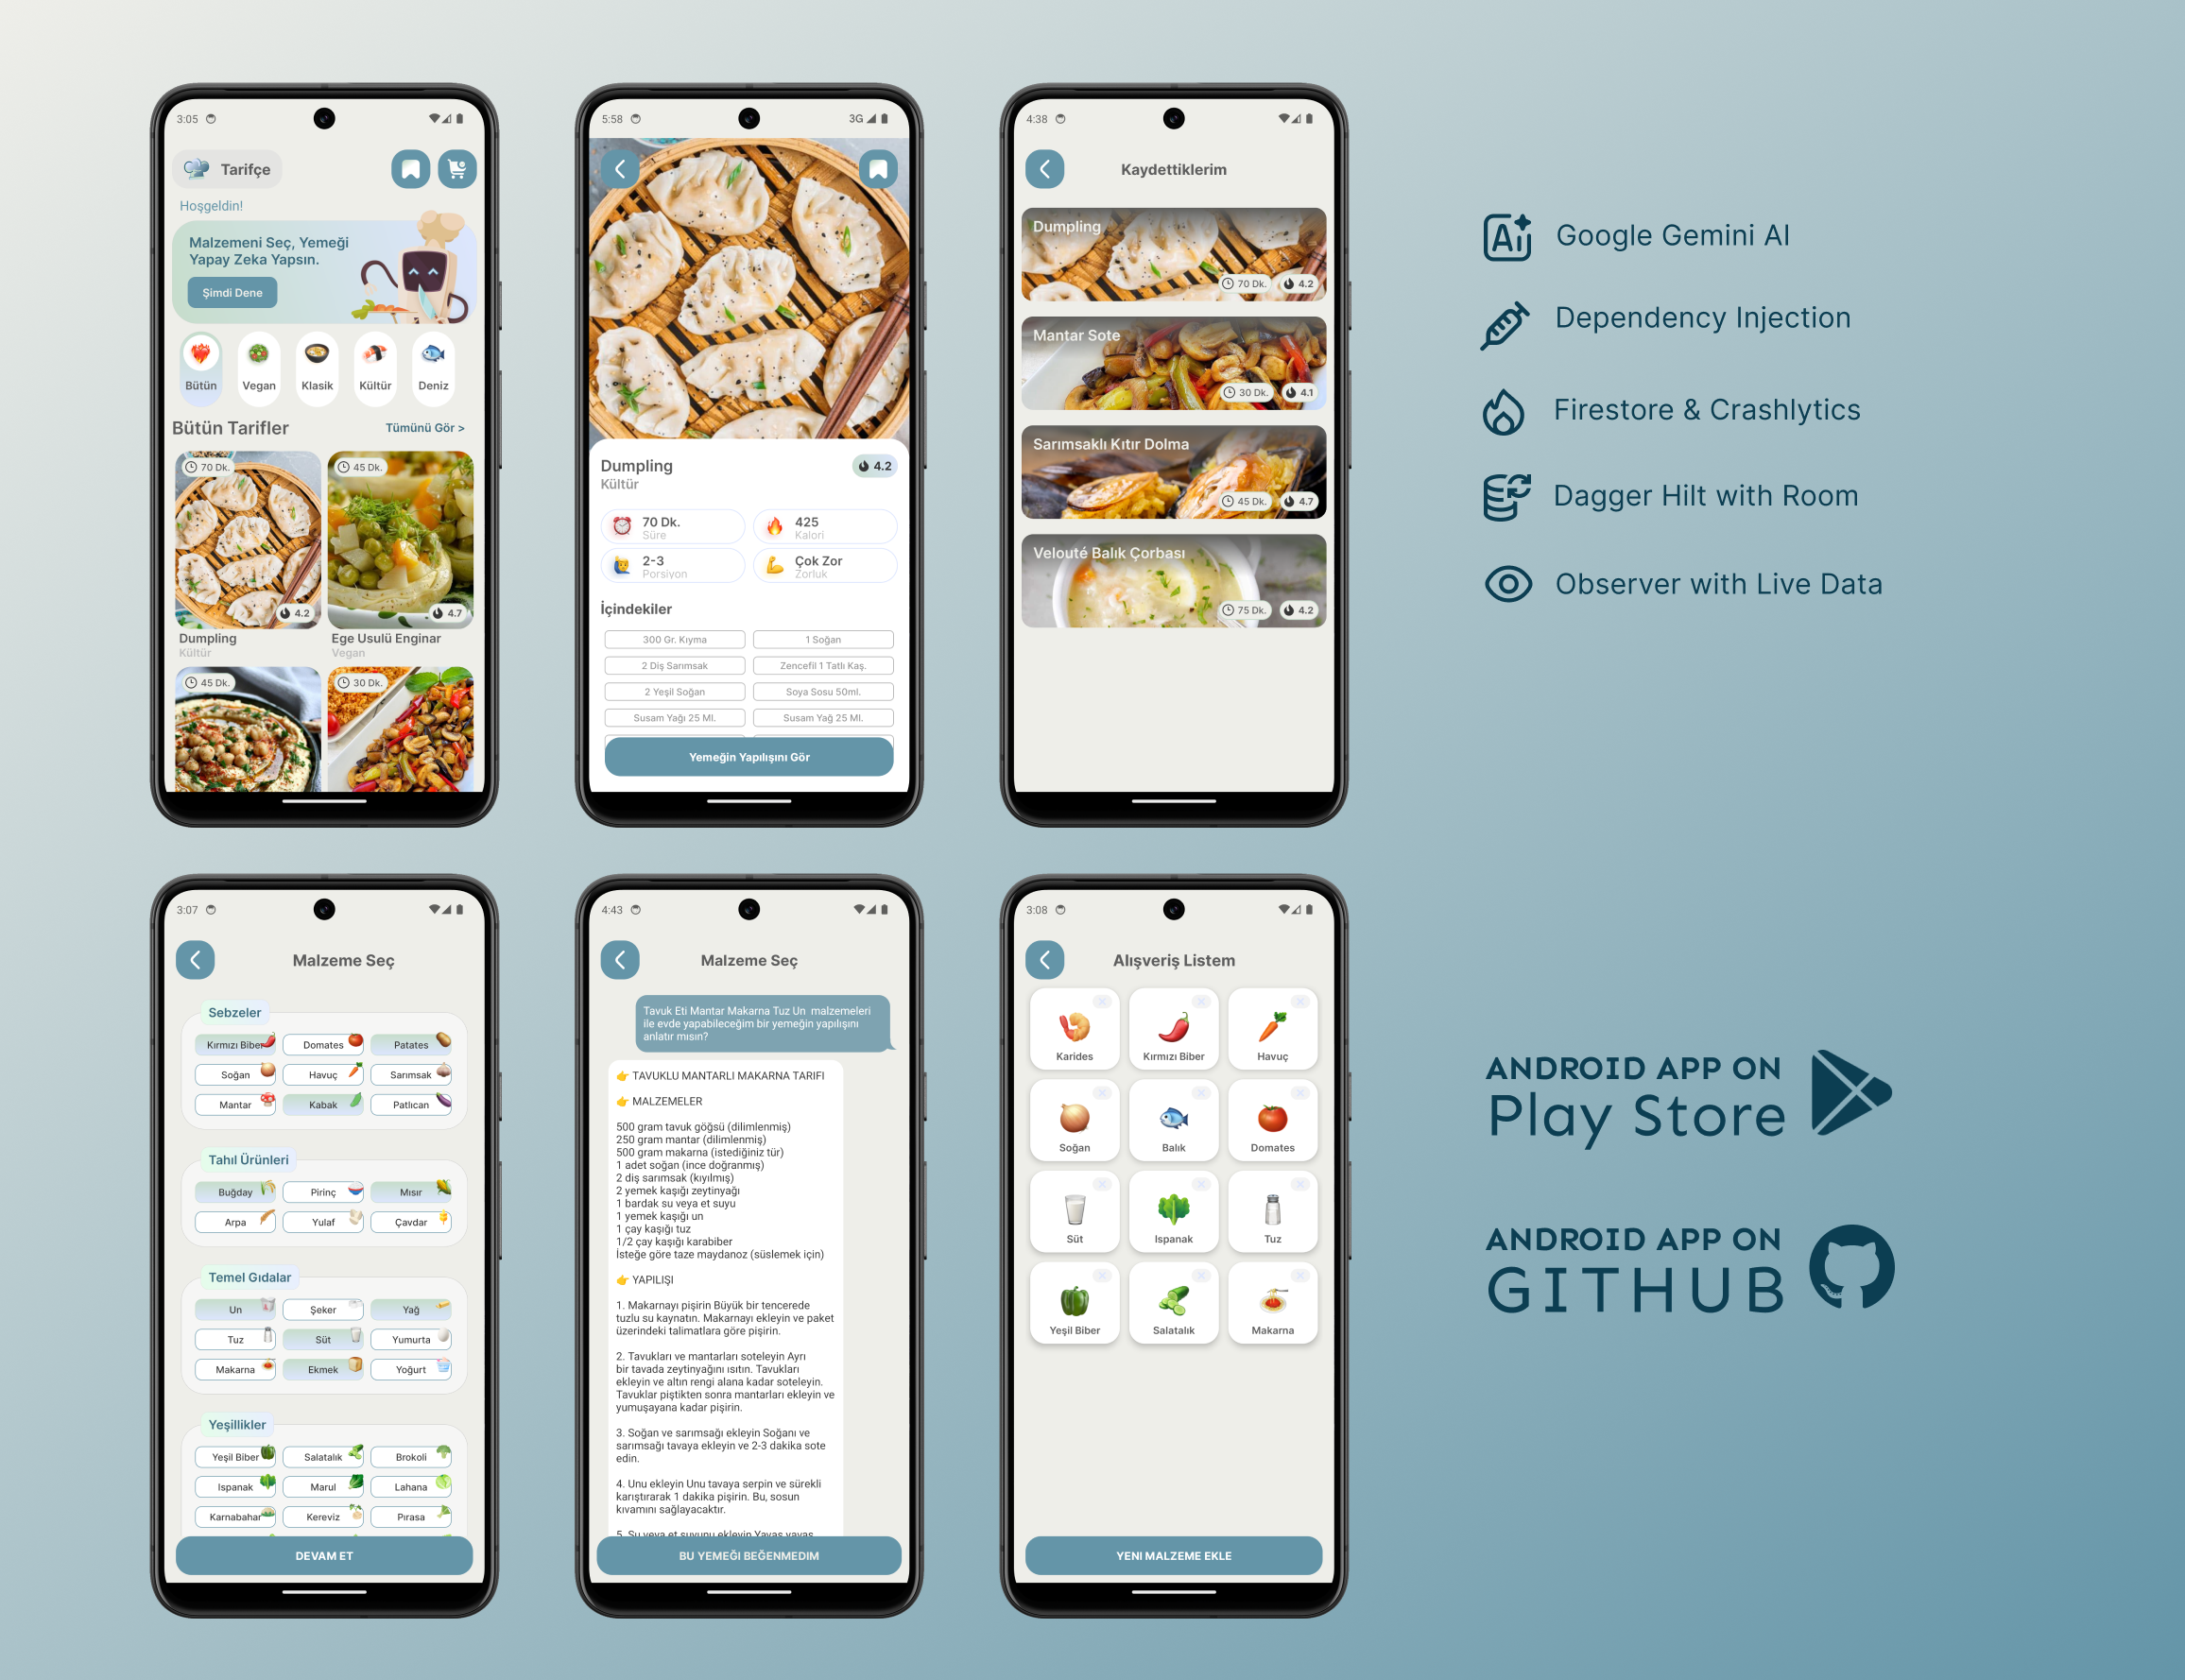 3:05
Tarifçe
Hoşgeldin!
Malzemeni Seç, Yemeği
Yapay Zeka Yapsın.
Şimdi Dene
Bütün
Vegan
Klasik
Kültür
Deniz
Bütün Tarifler
Tümünü Gör >
70 Dk.
45 Dk.
4.2
4.7
Dumpling
Kültür
Ege Usulü Enginar
Vegan
45 Dk.
30 Dk.
5:58
3G
Dumpling
4.2
Kültür
70 Dk.
Süre
425
Kalori
2-3
Porsiyon
Çok Zor
Zorluk
İçindekiler
300 Gr. Kıyma
1 Soğan
2 Diş Sarımsak
Zencefil 1 Tatlı Kaş.
2 Yeşil Soğan
Soya Sosu 50ml.
Susam Yağı 25 Ml.
Susam Yağ 25 Ml.
Yemeğin Yapılışını Gör
4:38
Kaydettiklerim
Dumpling
70 Dk.
4.2
Mantar Sote
30 Dk.
4.1
Sarımsaklı Kıtır Dolma
45 Dk.
4.7
Velouté Balık Çorbası
75 Dk.
4.2
Ai
Google Gemini AI
Dependency Injection
Firestore & Crashlytics
Dagger Hilt with Room
Observer with Live Data
3:07
Malzeme Seç
Sebzeler
Kırmızı Biber
Domates
Patates
Soğan
Havuç
Sarımsak
Mantar
Kabak
Patlıcan
Tahıl Ürünleri
Buğday
Pirinç
Mısır
Arpa
Yulaf
Çavdar
Temel Gıdalar
Un
Şeker
Yağ
Tuz
Süt
Yumurta
Makarna
Ekmek
Yoğurt
Yeşillikler
Yeşil Biber
Salatalık
Brokoli
Ispanak
Marul
Lahana
Karnabahar
Kereviz
Pırasa
DEVAM ET
4:43
Malzeme Seç
Tavuk Eti Mantar Makarna Tuz Un malzemeleri
ile evde yapabileceğim bir yemeğin yapılışını
anlatır mısın?
👉 TAVUKLU MANTARLI MAKARNA TARIFI
👉 MALZEMELER
500 gram tavuk göğsü (dilimlenmiş)
250 gram mantar (dilimlenmiş)
500 gram makarna (istediğiniz tür)
1 adet soğan (ince doğranmış)
2 diş sarımsak (kıyılmış)
2 yemek kaşığı zeytinyağı
1 bardak su veya et suyu
1 yemek kaşığı un
1 çay kaşığı tuz
1/2 çay kaşığı karabiber
İsteğe göre taze maydanoz (süslemek için)
👉 YAPILIŞI
1. Makarnayı pişirin Büyük bir tencerede
tuzlu su kaynatın. Makarnayı ekleyin ve paket
üzerindeki talimatlara göre pişirin.
2. Tavukları ve mantarları soteleyin Ayrı
bir tavada zeytinyağını ısıtın. Tavukları
ekleyin ve altın rengi alana kadar soteleyin.
Tavuklar piştikten sonra mantarları ekleyin ve
yumuşayana kadar pişirin.
3. Soğan ve sarımsağı ekleyin Soğanı ve
sarımsağı tavaya ekleyin ve 2-3 dakika sote
edin.
4. Unu ekleyin Unu tavaya serpin ve sürekli
karıştırarak 1 dakika pişirin. Bu, sosun
kıvamını sağlayacaktır.
5. Su veya et suyunu ekleyin Yavaş yavaş
BU YEMEĞI BEĞENMEDIM
3:08
Alışveriş Listem
Karides
Kırmızı Biber
Havuç
Soğan
Balık
Domates
Süt
Ispanak
Tuz
Yeşil Biber
Salatalık
Makarna
YENI MALZEME EKLE
ANDROID APP ON
Play Store
ANDROID APP ON
GITHUB